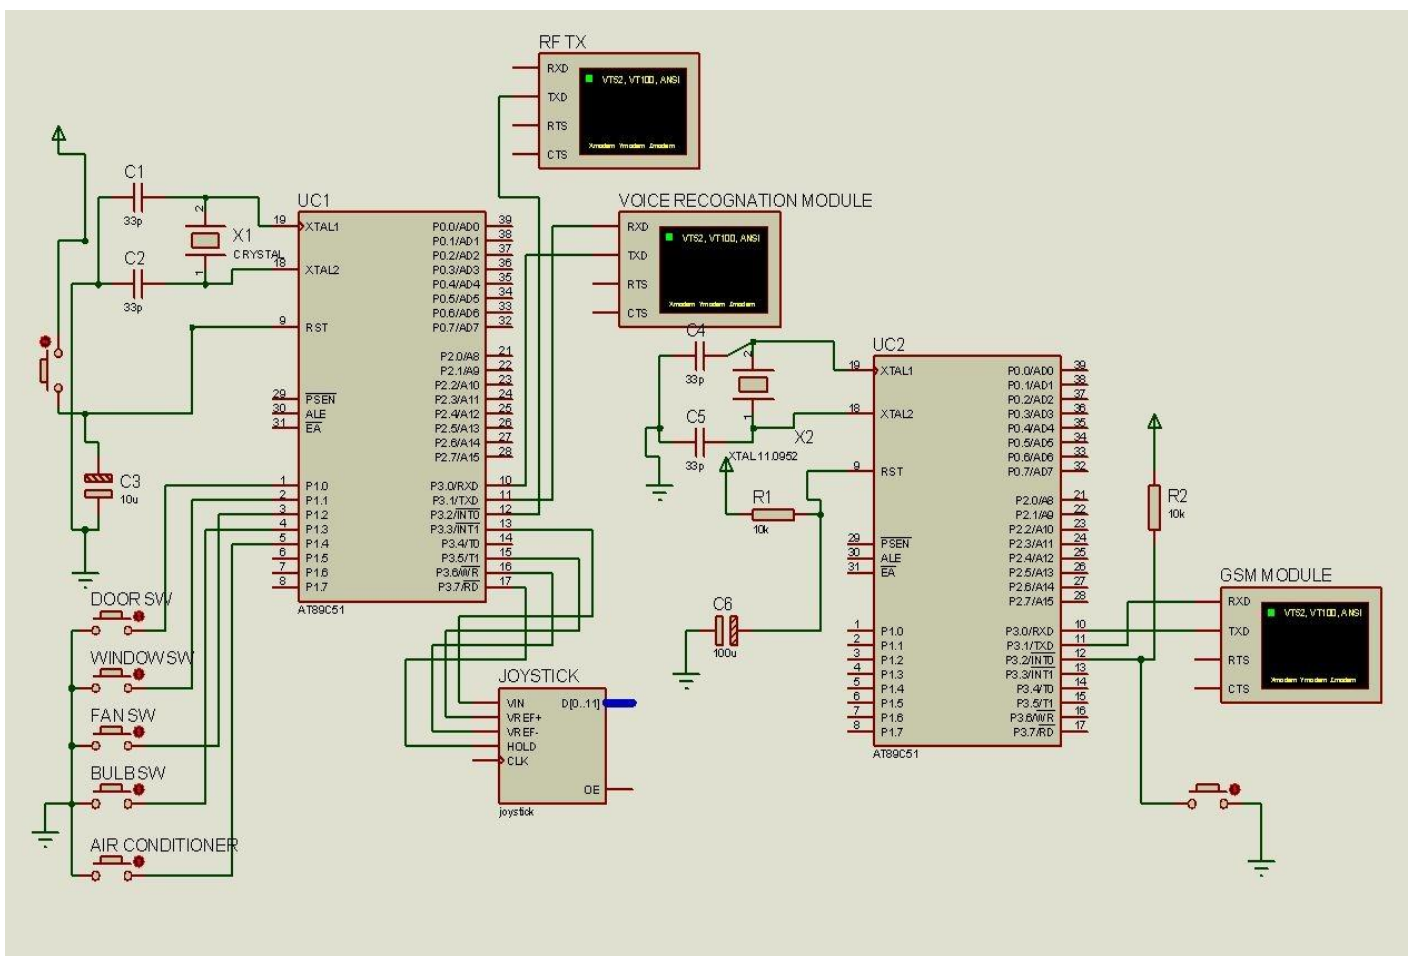 RF TX
RXD
TXD
RTS
CTS
VT52, VT100, ANSI
Xmodem Ymodem Zmodem
VOICE RECOGNATION MODULE
RXD
TXD
RTS
CTS
VT52, VT100, ANSI
Xmodem Ymodem Zmodem
C1
33p
C2
33p
2
1
X1
CRYSTAL
C3
10u
UC1
19 XTAL1
18 XTAL2
9 RST
29 PSEN
30 ALE
31 EA
1 P1.0
2 P1.1
3 P1.2
4 P1.3
5 P1.4
6 P1.5
7 P1.6
8 P1.7
P0.0/AD0 39
P0.1/AD1 38
P0.2/AD2 37
P0.3/AD3 36
P0.4/AD4 35
P0.5/AD5 34
P0.6/AD6 33
P0.7/AD7 32
P2.0/A8 21
P2.1/A9 22
P2.2/A10 23
P2.3/A11 24
P2.4/A12 25
P2.5/A13 26
P2.6/A14 27
P2.7/A15 28
P3.0/RXD 10
P3.1/TXD 11
P3.2/INT0 12
P3.3/INT1 13
P3.4/T0 14
P3.5/T1 15
P3.6/WR 16
P3.7/RD 17
AT89C51
DOOR SW
WINDOW SW
FAN SW
BULB SW
AIR CONDITIONER
JOYSTICK
VIN
VREF+
VREF-
HOLD
CLK
D[0..11]
OE
joystick
C4
33p
C5
33p
2
1
X2
XTAL11.0952
R1
10k
C6
100u
UC2
19 XTAL1
18 XTAL2
9 RST
29 PSEN
30 ALE
31 EA
1 P1.0
2 P1.1
3 P1.2
4 P1.3
5 P1.4
6 P1.5
7 P1.6
8 P1.7
P0.0/AD0 39
P0.1/AD1 38
P0.2/AD2 37
P0.3/AD3 36
P0.4/AD4 35
P0.5/AD5 34
P0.6/AD6 33
P0.7/AD7 32
P2.0/A8 21
P2.1/A9 22
P2.2/A10 23
P2.3/A11 24
P2.4/A12 25
P2.5/A13 26
P2.6/A14 27
P2.7/A15 28
P3.0/RXD 10
P3.1/TXD 11
P3.2/INT0 12
P3.3/INT1 13
P3.4/T0 14
P3.5/T1 15
P3.6/WR 16
P3.7/RD 17
AT89C51
R2
10k
GSM MODULE
RXD
TXD
RTS
CTS
VT52, VT100, ANSI
Xmodem Ymodem Zmodem